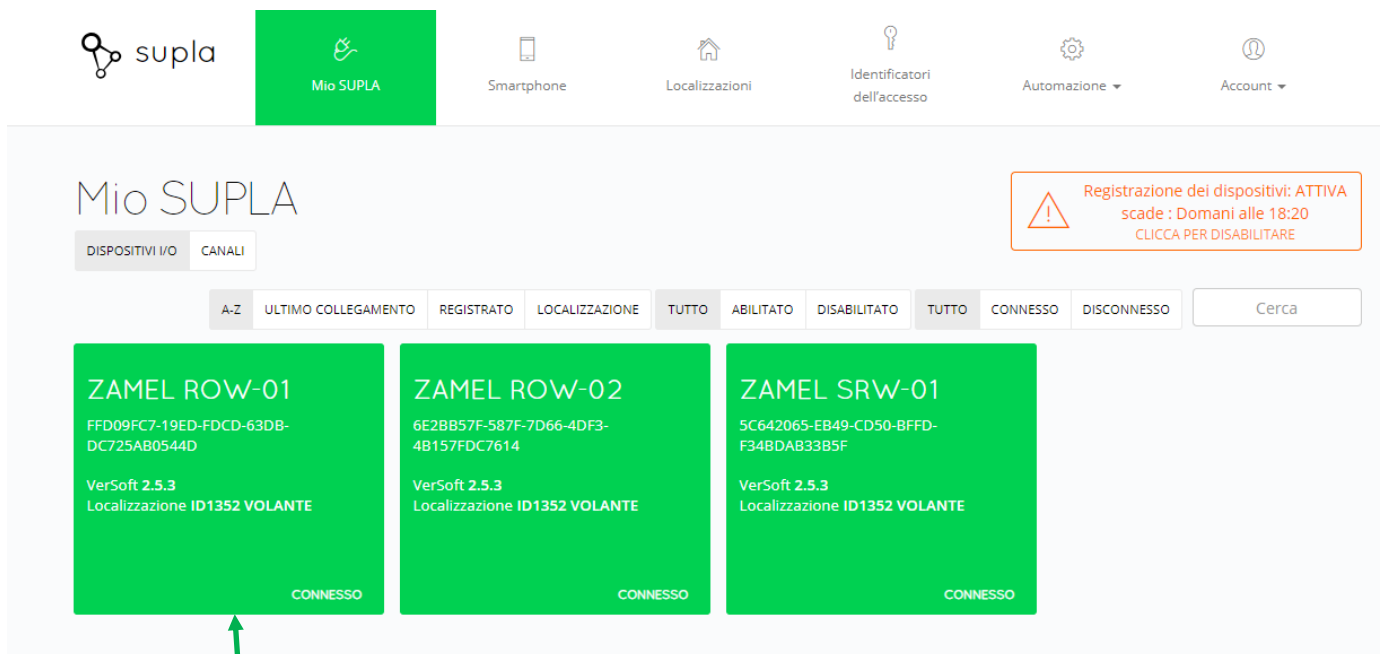 supla
Mio SUPLA
Smartphone
Localizzazioni
Identificatori
dell'accesso
Automazione
Account
Mio SUPLA
Registrazione dei dispositivi: ATTIVA
scade : Domani alle 18:20
CLICCA PER DISABILITARE
DISPOSITIVI I/O CANALI
A-Z ULTIMO COLLEGAMENTO REGISTRATO LOCALIZZAZIONE TUTTO ABILITATO DISABILITATO TUTTO CONNESSO DISCONNESSO Cerca
ZAMEL ROW-01
FFD09FC7-19ED-FDCD-63DB-
DC725AB0544D
VerSoft 2.5.3
Localizzazione ID1352 VOLANTE
CONNESSO
ZAMEL ROW-02
6E2BB57F-587F-7D66-4DF3-
4B157FDC7614
VerSoft 2.5.3
Localizzazione ID1352 VOLANTE
CONNESSO
ZAMEL SRW-01
5C642065-EB49-CD50-BFFD-
F34BDAB33B5F
VerSoft 2.5.3
Localizzazione ID1352 VOLANTE
CONNESSO